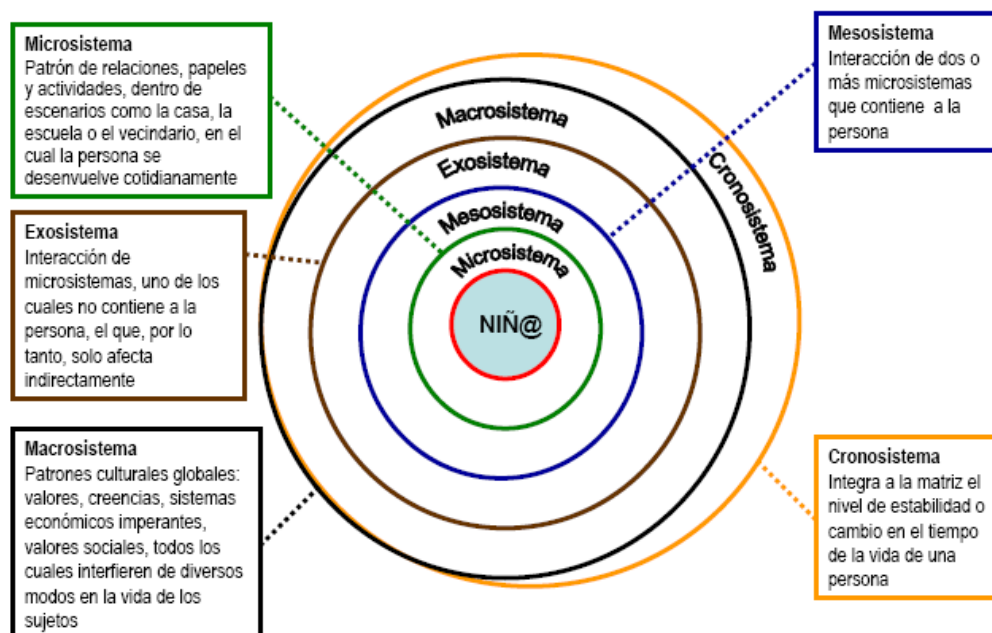 Microsistema
Patrón de relaciones, papeles
y actividades, dentro de
escenarios como la casa, la
escuela o el vecindario, en el
cual la persona se
desenvuelve cotidianamente
Exosistema
Interacción de
microsistemas, uno de los
cuales no contiene a la
persona, el que, por lo
tanto, solo afecta
indirectamente
Macrosistema
Patrones culturales globales:
valores, creencias, sistemas
económicos imperantes,
valores sociales, todos los
cuales interfieren de diversos
modos en la vida de los
sujetos
Macrosistema
Exosistema
Mesosistema
Microsistema
NIÑ@
Cronosistema
Mesosistema
Interacción de dos o
más microsistemas
que contiene a la
persona
Cronosistema
Integra a la matriz el
nivel de estabilidad o
cambio en el tiempo
de la vida de una
persona